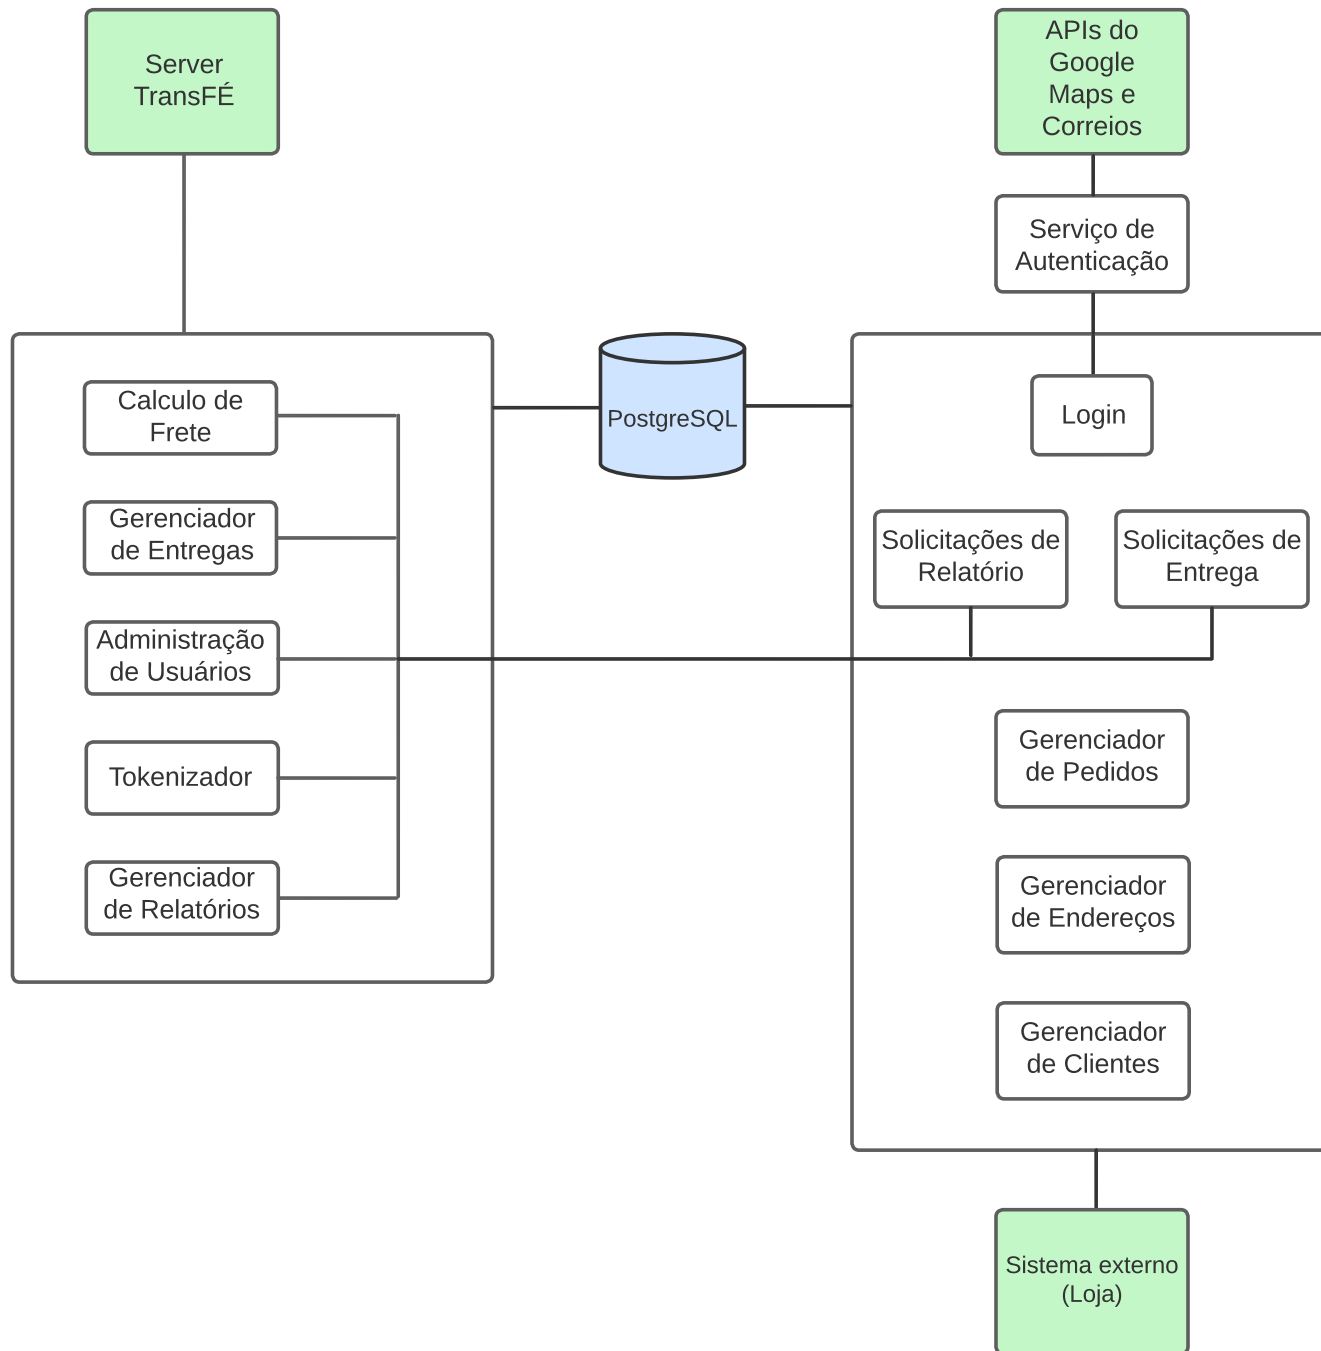 Server
TransFÉ
APIs do
Google
Maps e
Correios
Serviço de
Autenticação
Calculo de
Frete
Gerenciador
de Entregas
Administração
de Usuários
Tokenizador
Gerenciador
de Relatórios
PostgreSQL
Login
Solicitações de
Relatório
Solicitações de
Entrega
Gerenciador
de Pedidos
Gerenciador
de Endereços
Gerenciador
de Clientes
Sistema externo
(Loja)